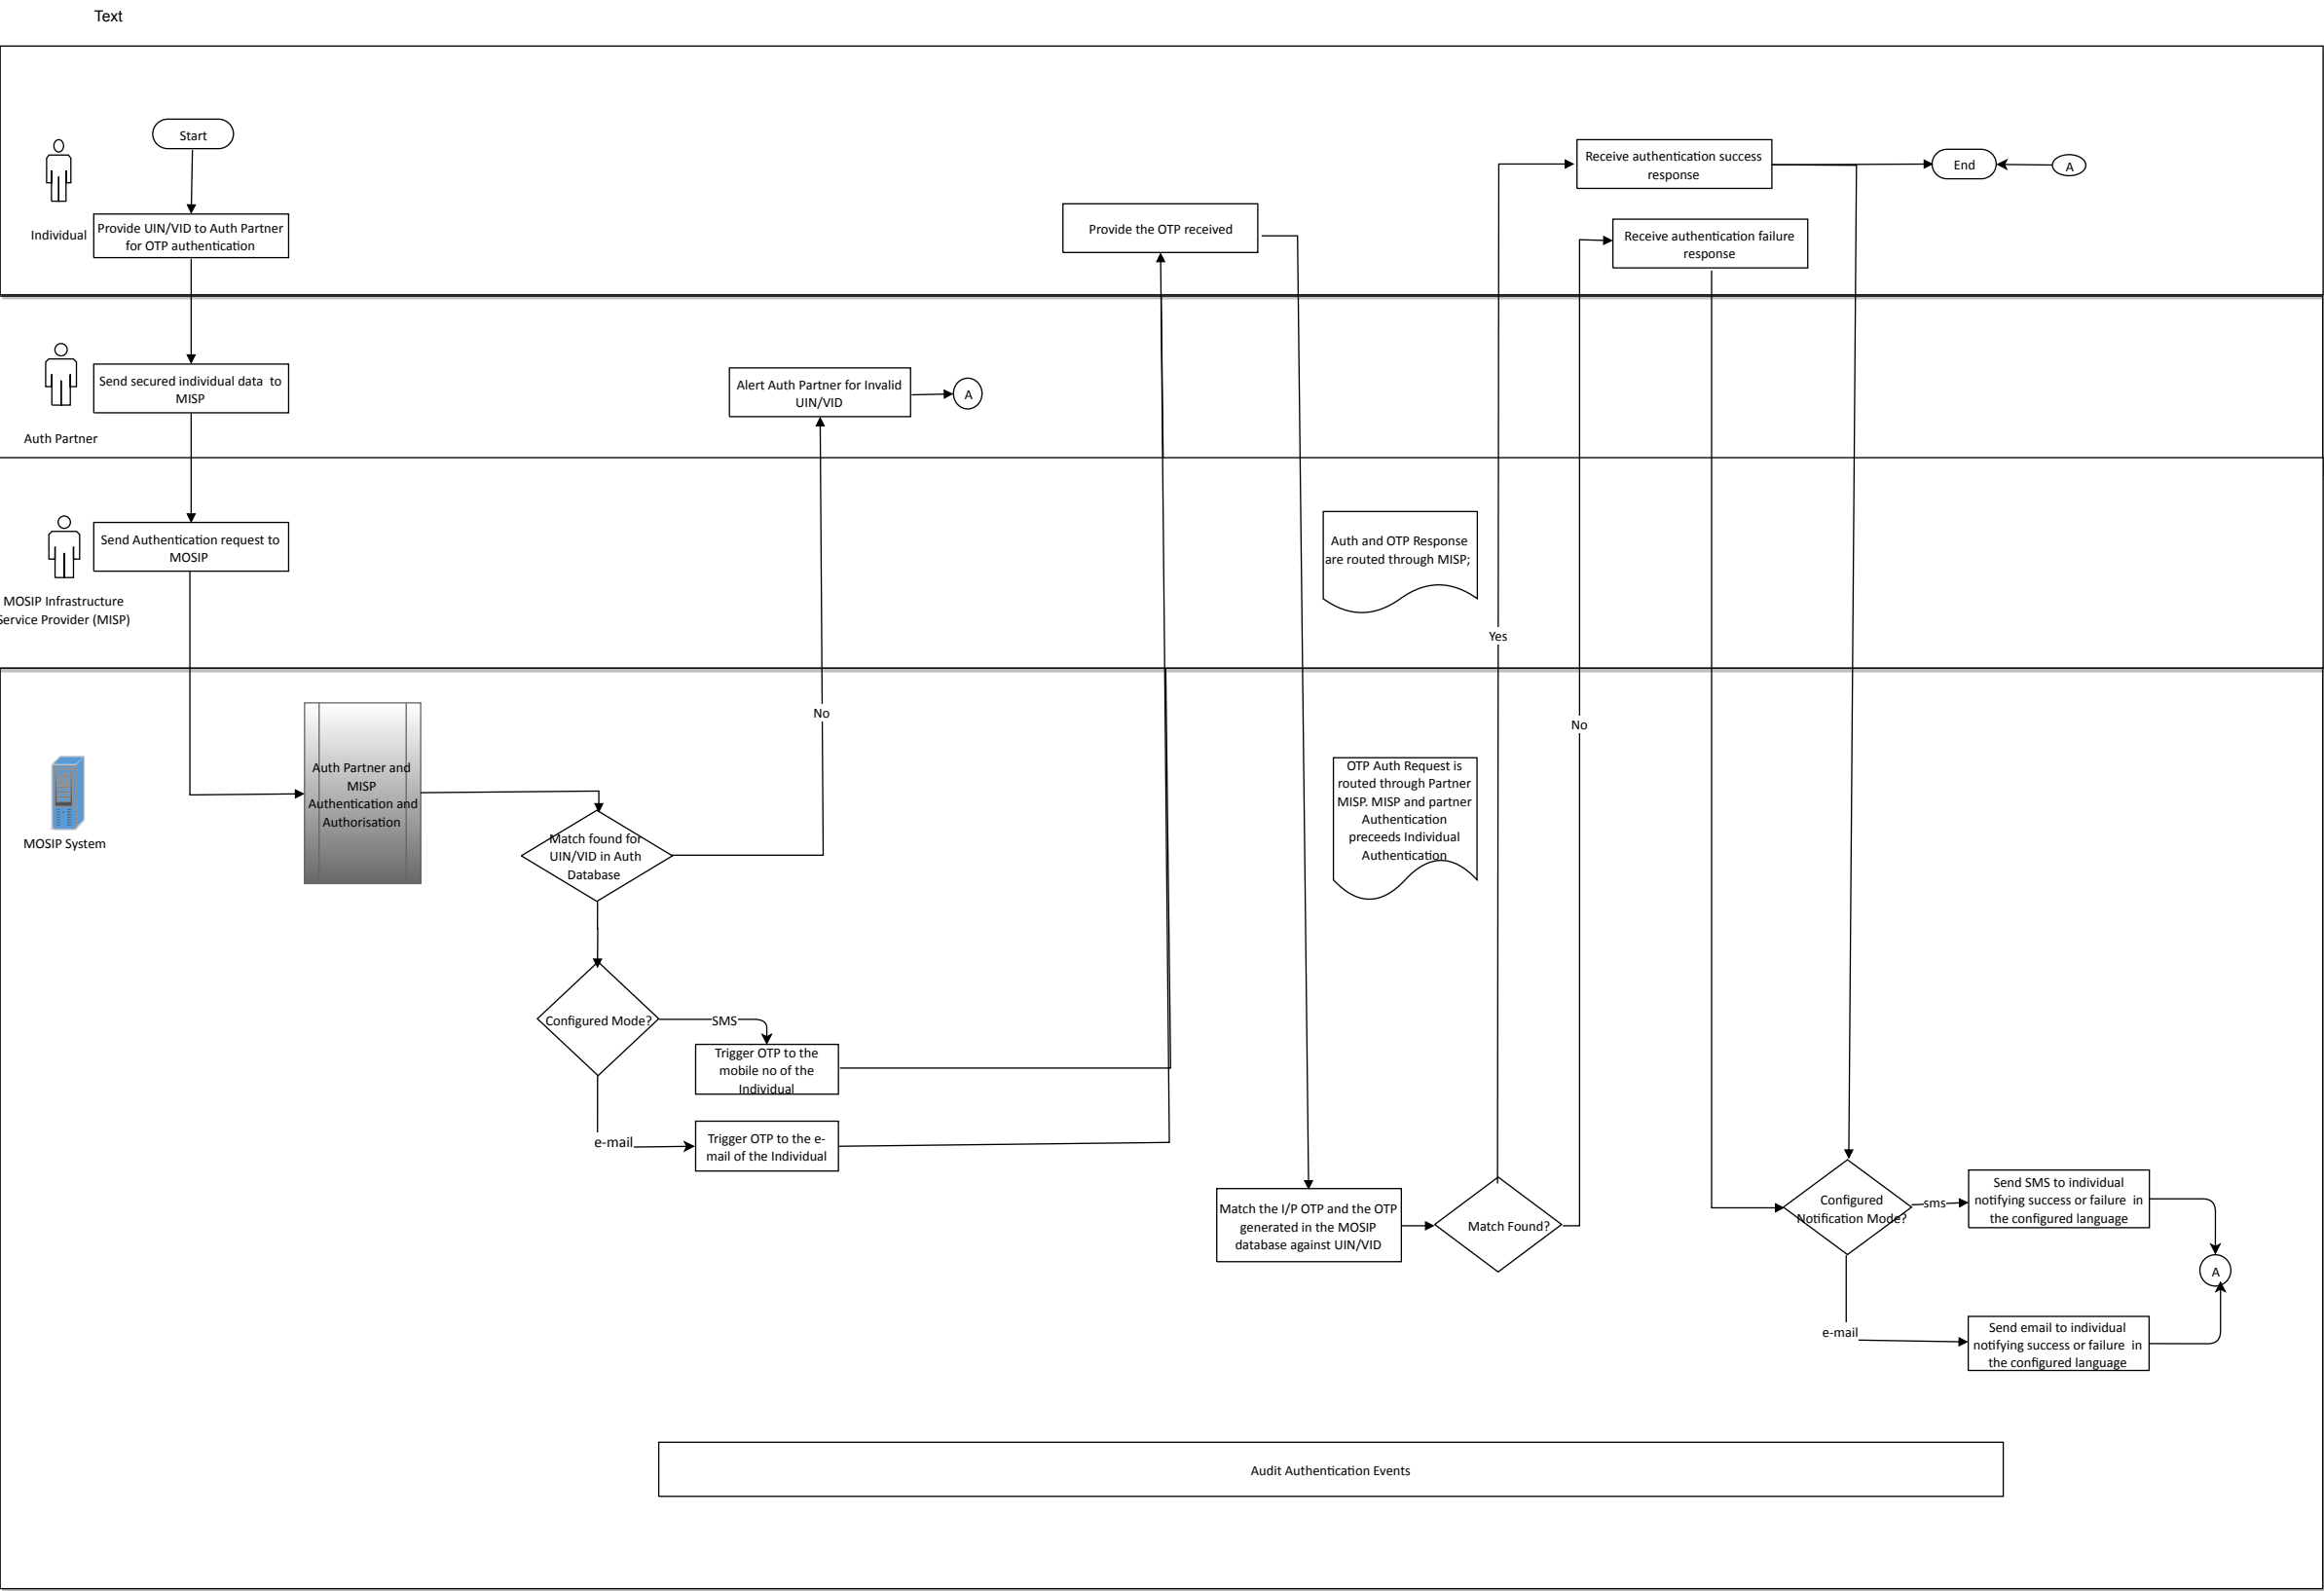 Text
Start
Individual
Provide UIN/VID to Auth Partner
for OTP authentication
Provide the OTP received
Receive authentication success
response
End
A
Receive authentication failure
response
Auth Partner
Send secured individual data  to
MISP
Alert Auth Partner for Invalid
UIN/VID
A
MOSIP Infrastructure
Service Provider (MISP)
Send Authentication request to
MOSIP
Auth and OTP Response
are routed through MISP;
Yes
No
No
MOSIP System
Auth Partner and
MISP
Authentication and
Authorisation
Match found for
UIN/VID in Auth
Database
OTP Auth Request is
routed through Partner
MISP. MISP and partner
Authentication
preceeds Individual
Authentication
Configured Mode?
SMS
Trigger OTP to the
mobile no of the
Individual
e-mail
Trigger OTP to the e-
mail of the Individual
Match the I/P OTP and the OTP
generated in the MOSIP
database against UIN/VID
Match Found?
Configured
Notification Mode?
sms
Send SMS to individual
notifying success or failure  in
the configured language
A
e-mail
Send email to individual
notifying success or failure  in
the configured language
Audit Authentication Events